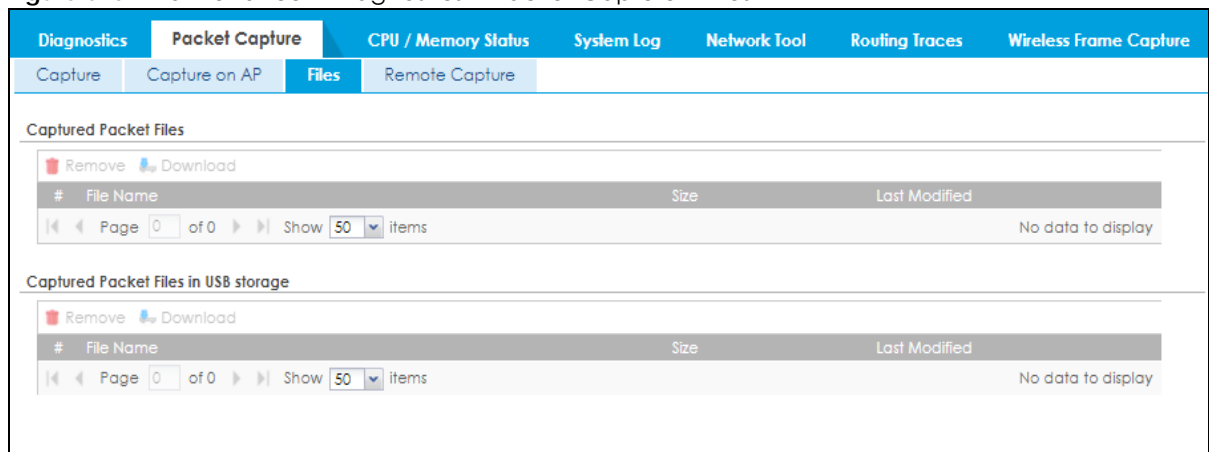 Diagnostics Packet Capture CPU / Memory Status System Log Network Tool Routing Traces Wireless Frame Capture
Capture Capture on AP Files Remote Capture
Captured Packet Files
Remove Download
# File Name Size Last Modified
Page 0 of 0 Show 50 items No data to display
Captured Packet Files in USB storage
Remove Download
# File Name Size Last Modified
Page 0 of 0 Show 50 items No data to display